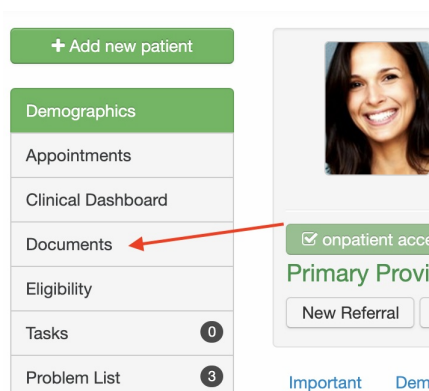 Add new patient
Demographics
Appointments
Clinical Dashboard
Documents
Eligibility
Tasks 0
Problem List 3
onpatient acce
Primary Provi
New Referral
Important Dem